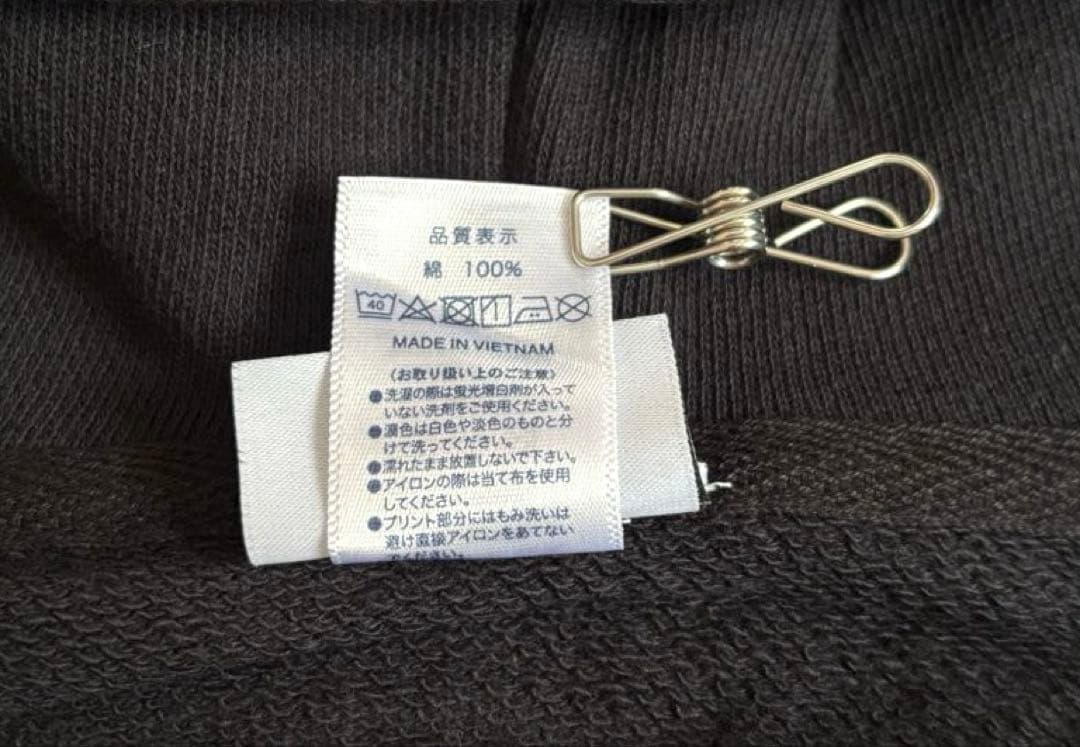 品質表示
綿 100%
40
MADE IN VIETNAM
(お取り扱い上のご注意)
●洗濯の際は蛍光増白剤が入って
いない洗剤をご使用ください。
●濃色は白色や淡色のものと分
けて洗ってください。
●濡れたまま放置しないで下さい。
●アイロンの際は当て布を使用
してください。
●プリント部分にはもみ洗いは
避け直接アイロンをあてない
でください。